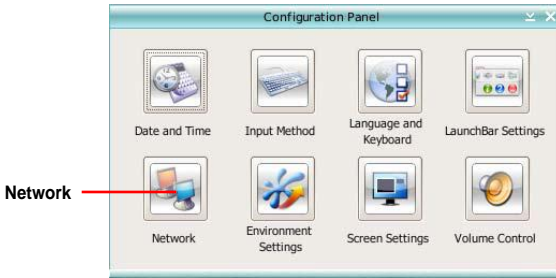 Configuration Panel
Date and Time
Input Method
Language and
Keyboard
LaunchBar Settings
Network
Network
Environment
Settings
Screen Settings
Volume Control